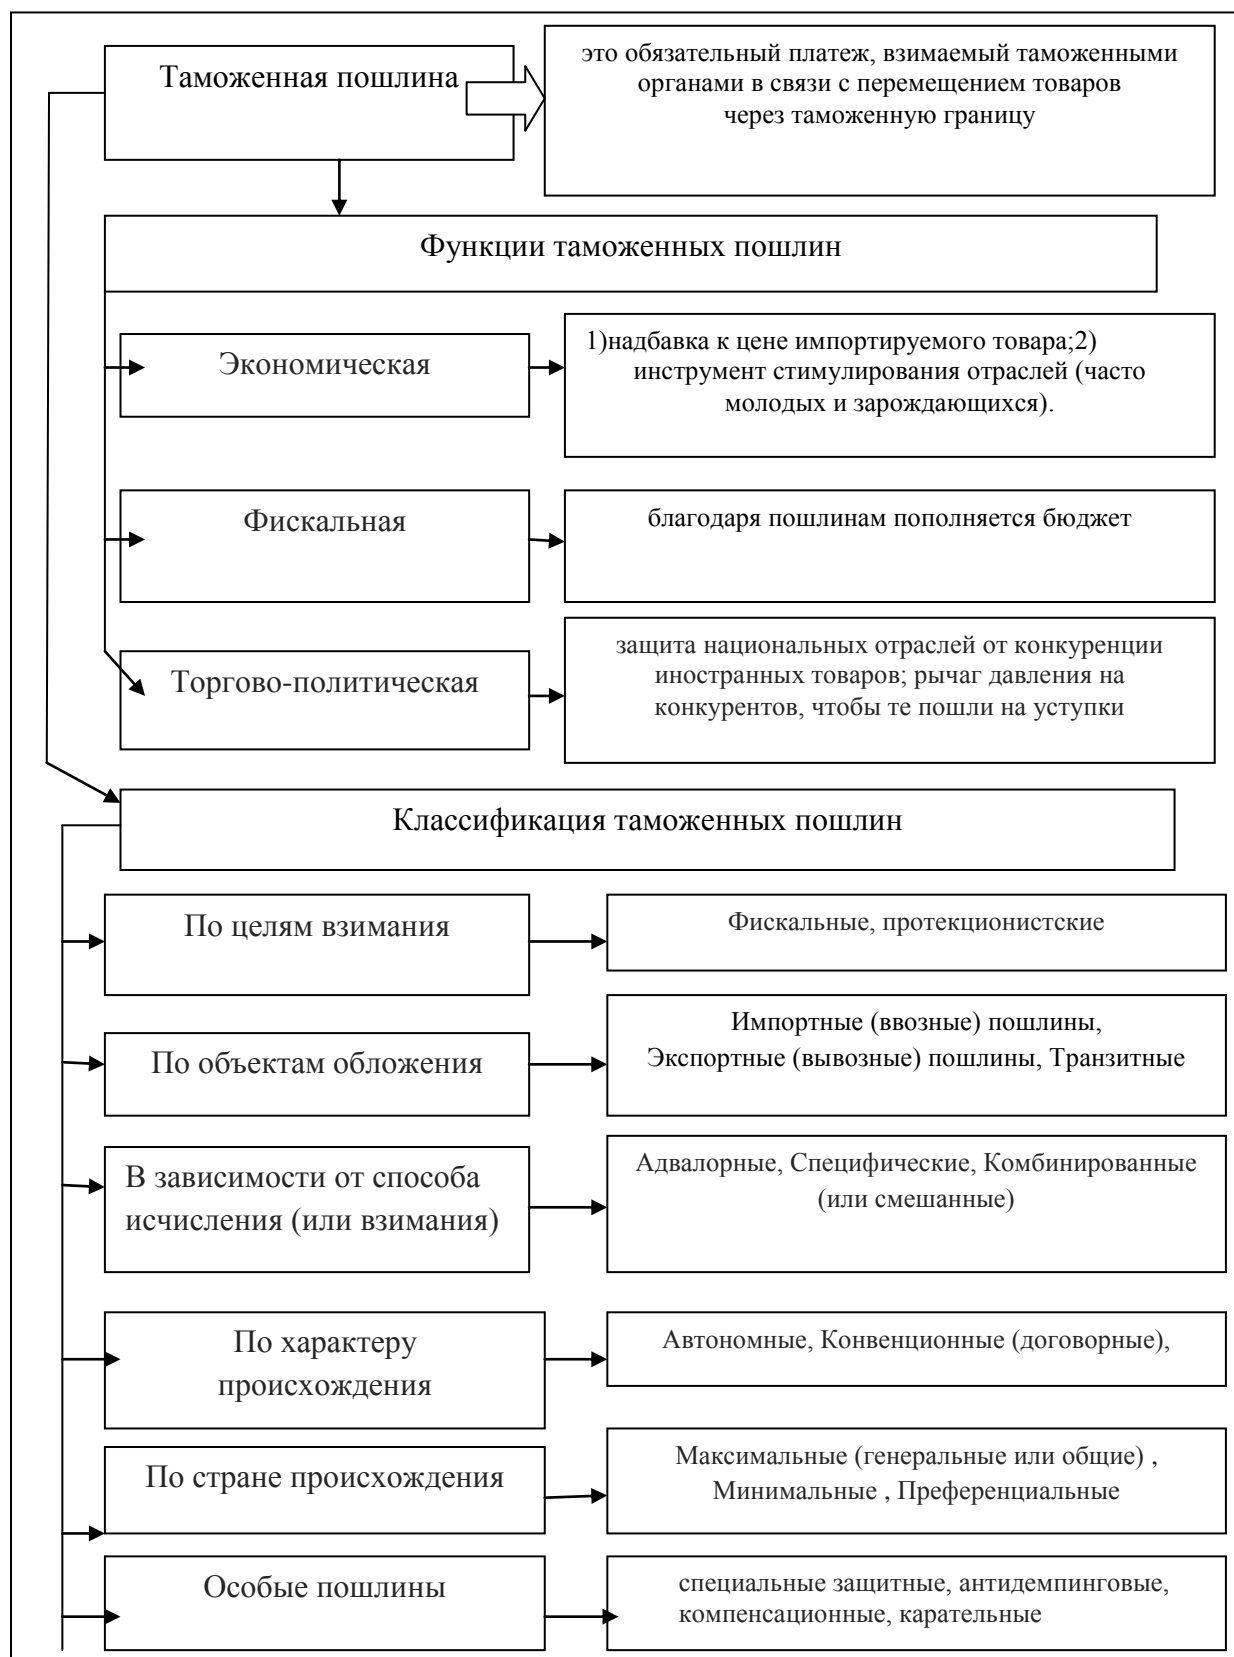 Таможенная пошлина
это обязательный платеж, взимаемый таможенными
органами в связи с перемещением товаров
через таможенную границу
Функции таможенных пошлин
Экономическая
1)надбавка к цене импортируемого товара;2)
инструмент стимулирования отраслей (часто
молодых и зарождающихся).
Фискальная
благодаря пошлинам пополняется бюджет
Торгово-политическая
защита национальных отраслей от конкуренции
иностранных товаров; рычаг давления на
конкурентов, чтобы те пошли на уступки
Классификация таможенных пошлин
По целям взимания
Фискальные, протекционистские
По объектам обложения
Импортные (ввозные) пошлины,
Экспортные (вывозные) пошлины, Транзитные
В зависимости от способа
исчисления (или взимания)
Адвалорные, Специфические, Комбинированные
(или смешанные)
По характеру
происхождения
Автономные, Конвенционные (договорные),
По стране происхождения
Максимальные (генеральные или общие) ,
Минимальные , Преференциальные
Особые пошлины
специальные защитные, антидемпинговые,
компенсационные, карательные